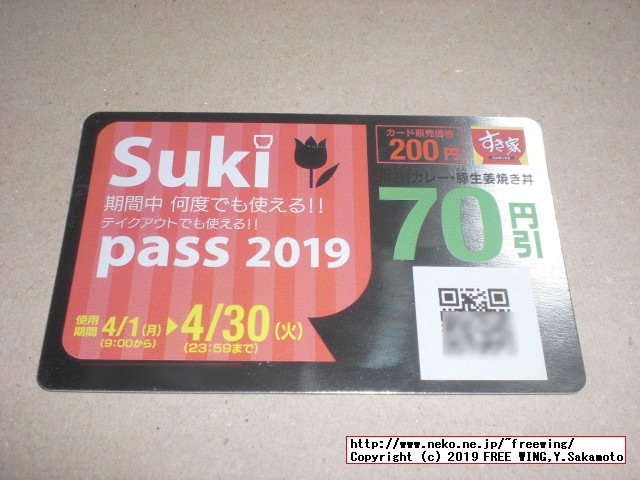 Suki
期間中 何度でも使える!!
テイクアウトでも使える!!
pass 2019
使用期間 4/1(月)▶4/30(火)
(9:00から) (23:59まで)
カード販売価格
200円
すき家
SUKIYA
カレー・豚生姜焼き丼
70円引
http://www.neko.ne.jp/~freewing/
Copyright (c) 2019 FREE WING,Y.Sakamoto